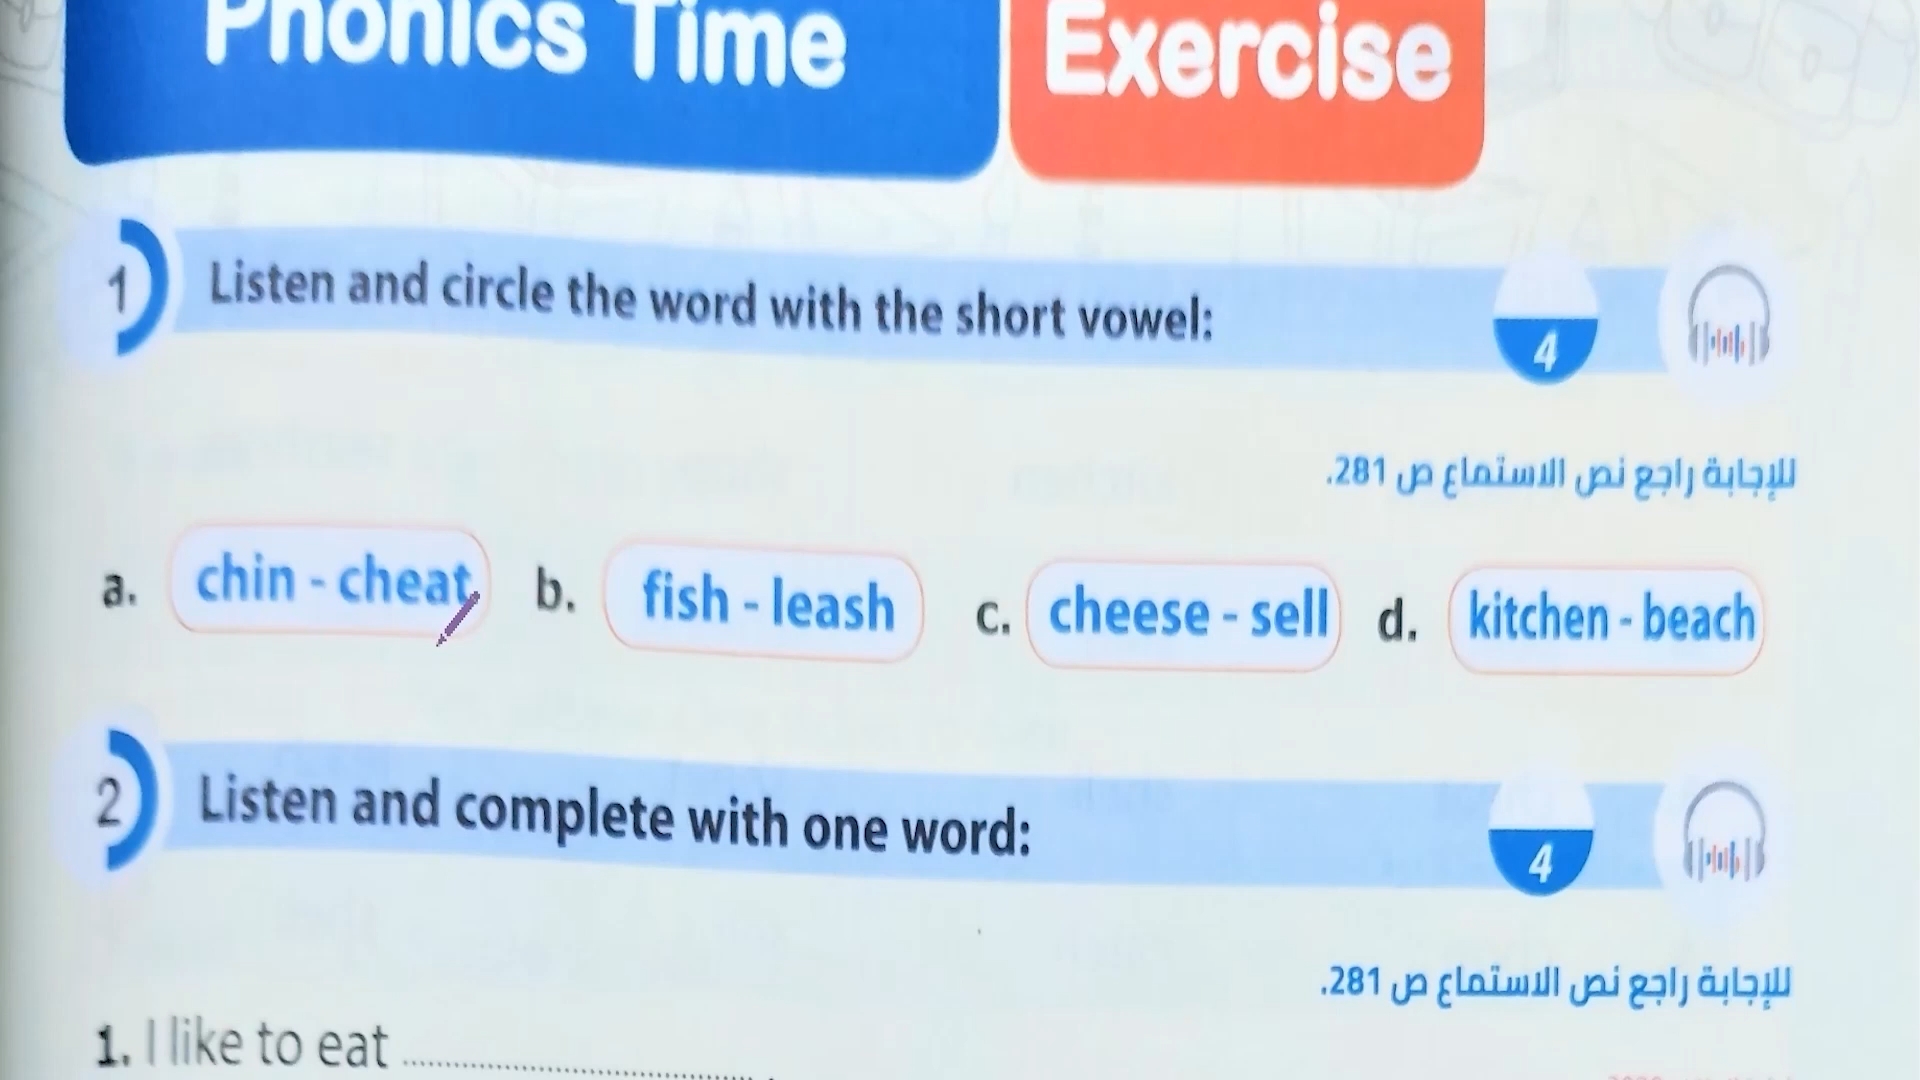 Phonics Time Exercise
1 Listen and circle the word with the short vowel: 4
للإجابة راجع نص الاستماع ص 281.
a. chin - cheat b. fish - leash c. cheese - sell d. kitchen - beach
2 Listen and complete with one word: 4
للإجابة راجع نص الاستماع ص 281.
1. I like to eat ........................................ .